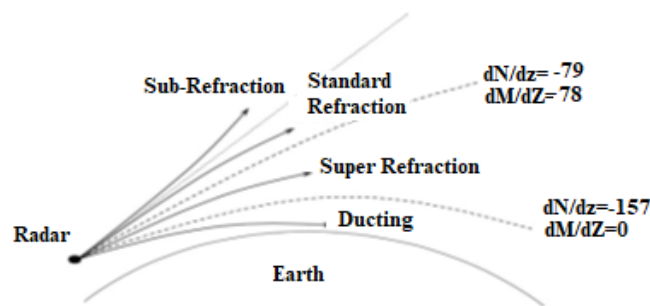 Sub-Refraction
Standard
Refraction
dN/dz= -79
dM/dZ=78
Super Refraction
dN/dz=-157
dM/dZ=0
Ducting
Radar
Earth